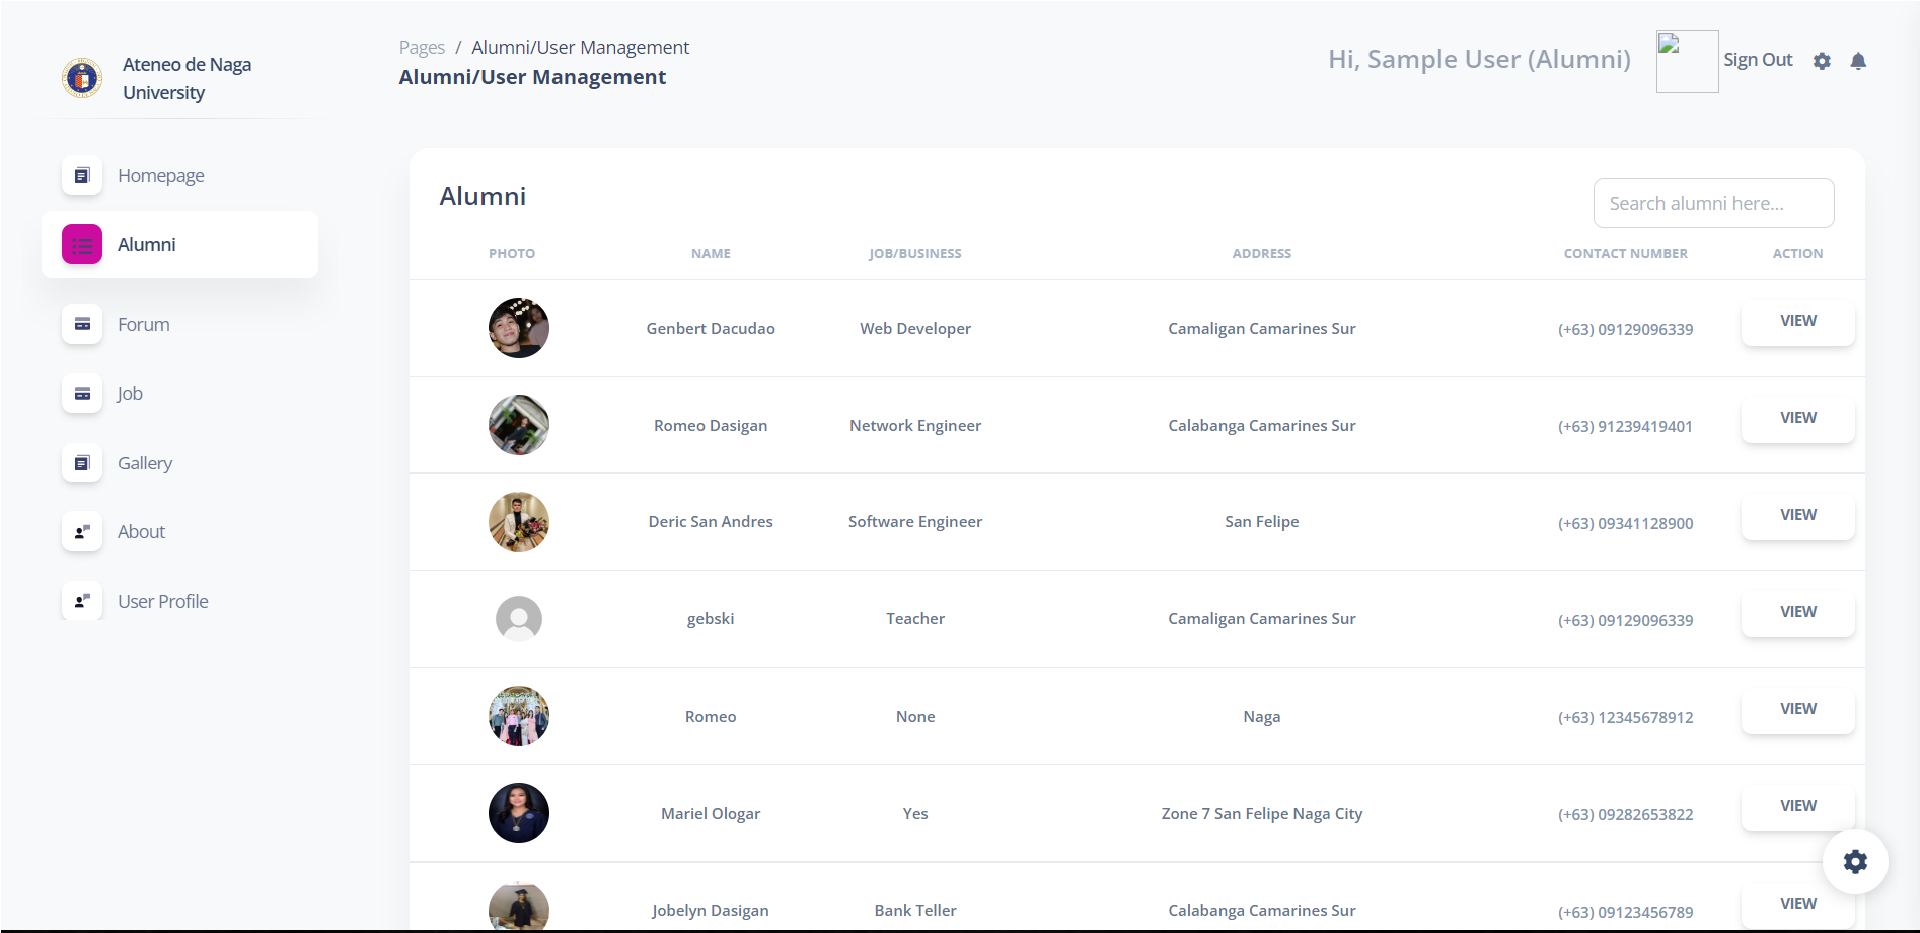 Ateneo de Naga
University
Homepage
Alumni
Forum
Job
Gallery
About
User Profile
Pages / Alumni/User Management
Alumni/User Management
Hi, Sample User (Alumni)
Sign Out
Alumni
Search alumni here...
PHOTO NAME JOB/BUSINESS ADDRESS CONTACT NUMBER ACTION
Genbert Dacudao Web Developer Camaligan Camarines Sur (+63) 09129096339 VIEW
Romeo Dasigan Network Engineer Calabanga Camarines Sur (+63) 91239419401 VIEW
Deric San Andres Software Engineer San Felipe (+63) 09341128900 VIEW
gebski Teacher Camaligan Camarines Sur (+63) 09129096339 VIEW
Romeo None Naga (+63) 12345678912 VIEW
Mariel Ologar Yes Zone 7 San Felipe Naga City (+63) 09282653822 VIEW
Jobelyn Dasigan Bank Teller Calabanga Camarines Sur (+63) 09123456789 VIEW